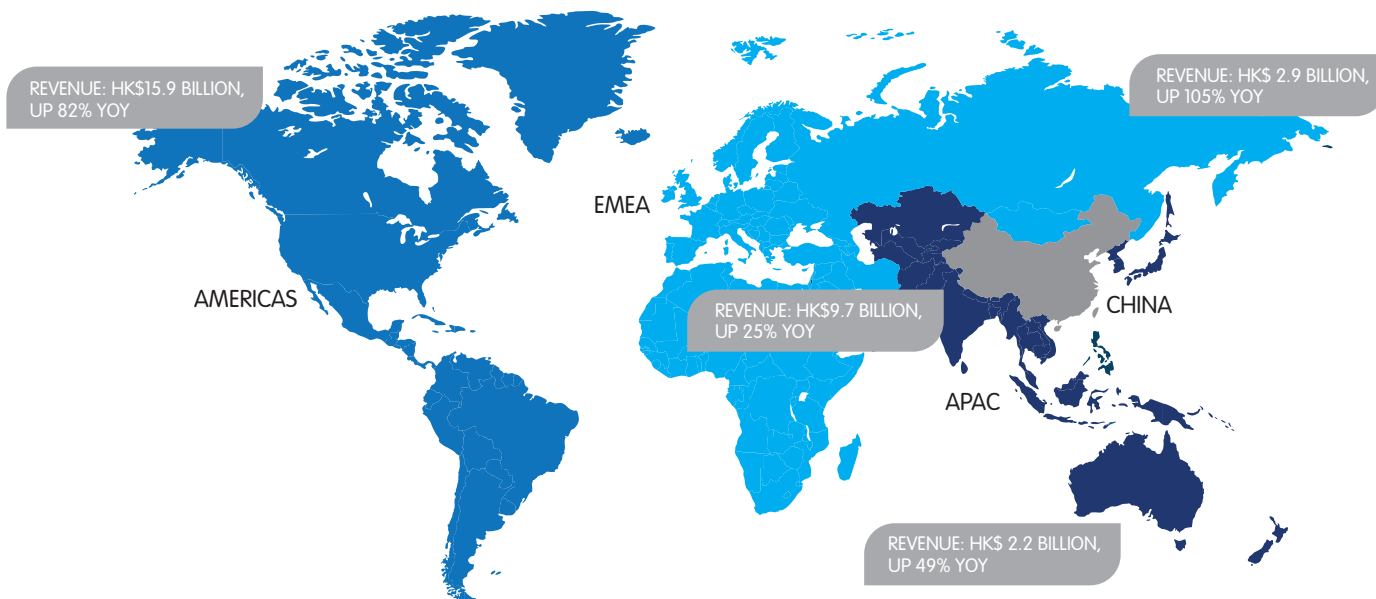 REVENUE: HK$15.9 BILLION,
UP 82% YOY
REVENUE: HK$ 2.9 BILLION,
UP 105% YOY
EMEA
AMERICAS
REVENUE: HK$9.7 BILLION,
UP 25% YOY
CHINA
APAC
REVENUE: HK$ 2.2 BILLION,
UP 49% YOY